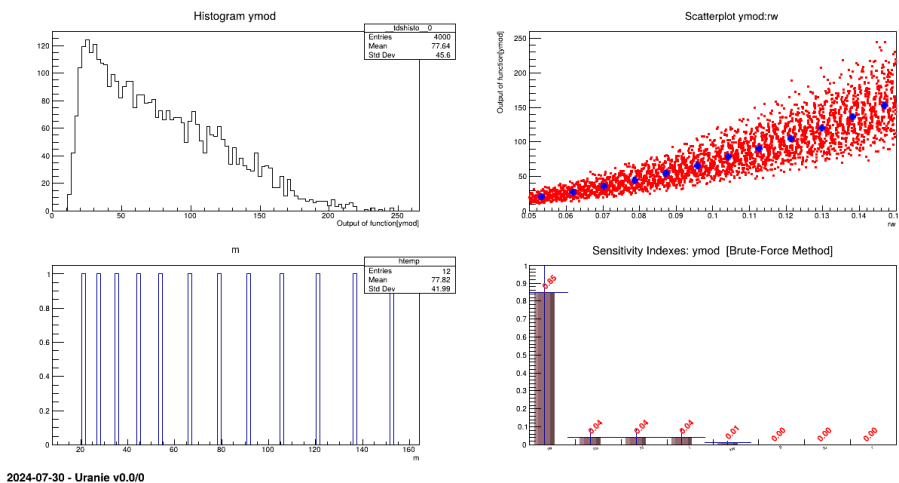 Histogram ymod
__tdshisto__0
Entries 4000
Mean 77.64
Std Dev 45.6
120
100
80
60
40
20
0
0 50 100 150 200 250
Output of function[ymod]
Scatterplot ymod:rw
Output of function[ymod]
250
200
150
100
50
0
0.05 0.06 0.07 0.08 0.09 0.1 0.11 0.12 0.13 0.14 0.1
rw
m
htemp
Entries 12
Mean 77.82
Std Dev 41.99
1
0.8
0.6
0.4
0.2
0
20 40 60 80 100 120 140 160
m
Sensitivity Indexes: ymod [Brute-Force Method]
1
0.9
0.8
0.7
0.6
0.5
0.4
0.3
0.2
0.1
0
0.85
0.04
0.04
0.04
0.01
0.00
0.00
0.00
2024-07-30 - Uranie v0.0/0